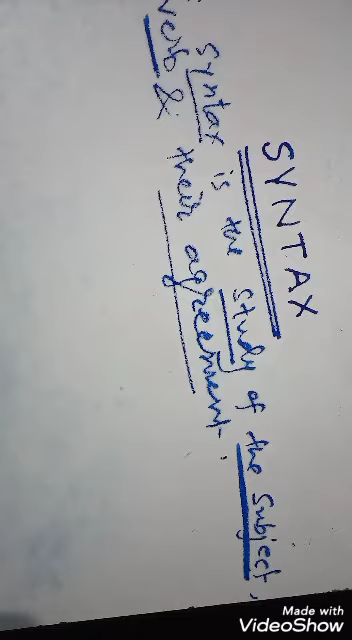 SYNTAX
Syntax is the study of the subject,
verb & their agreement.
Made with
VideoShow